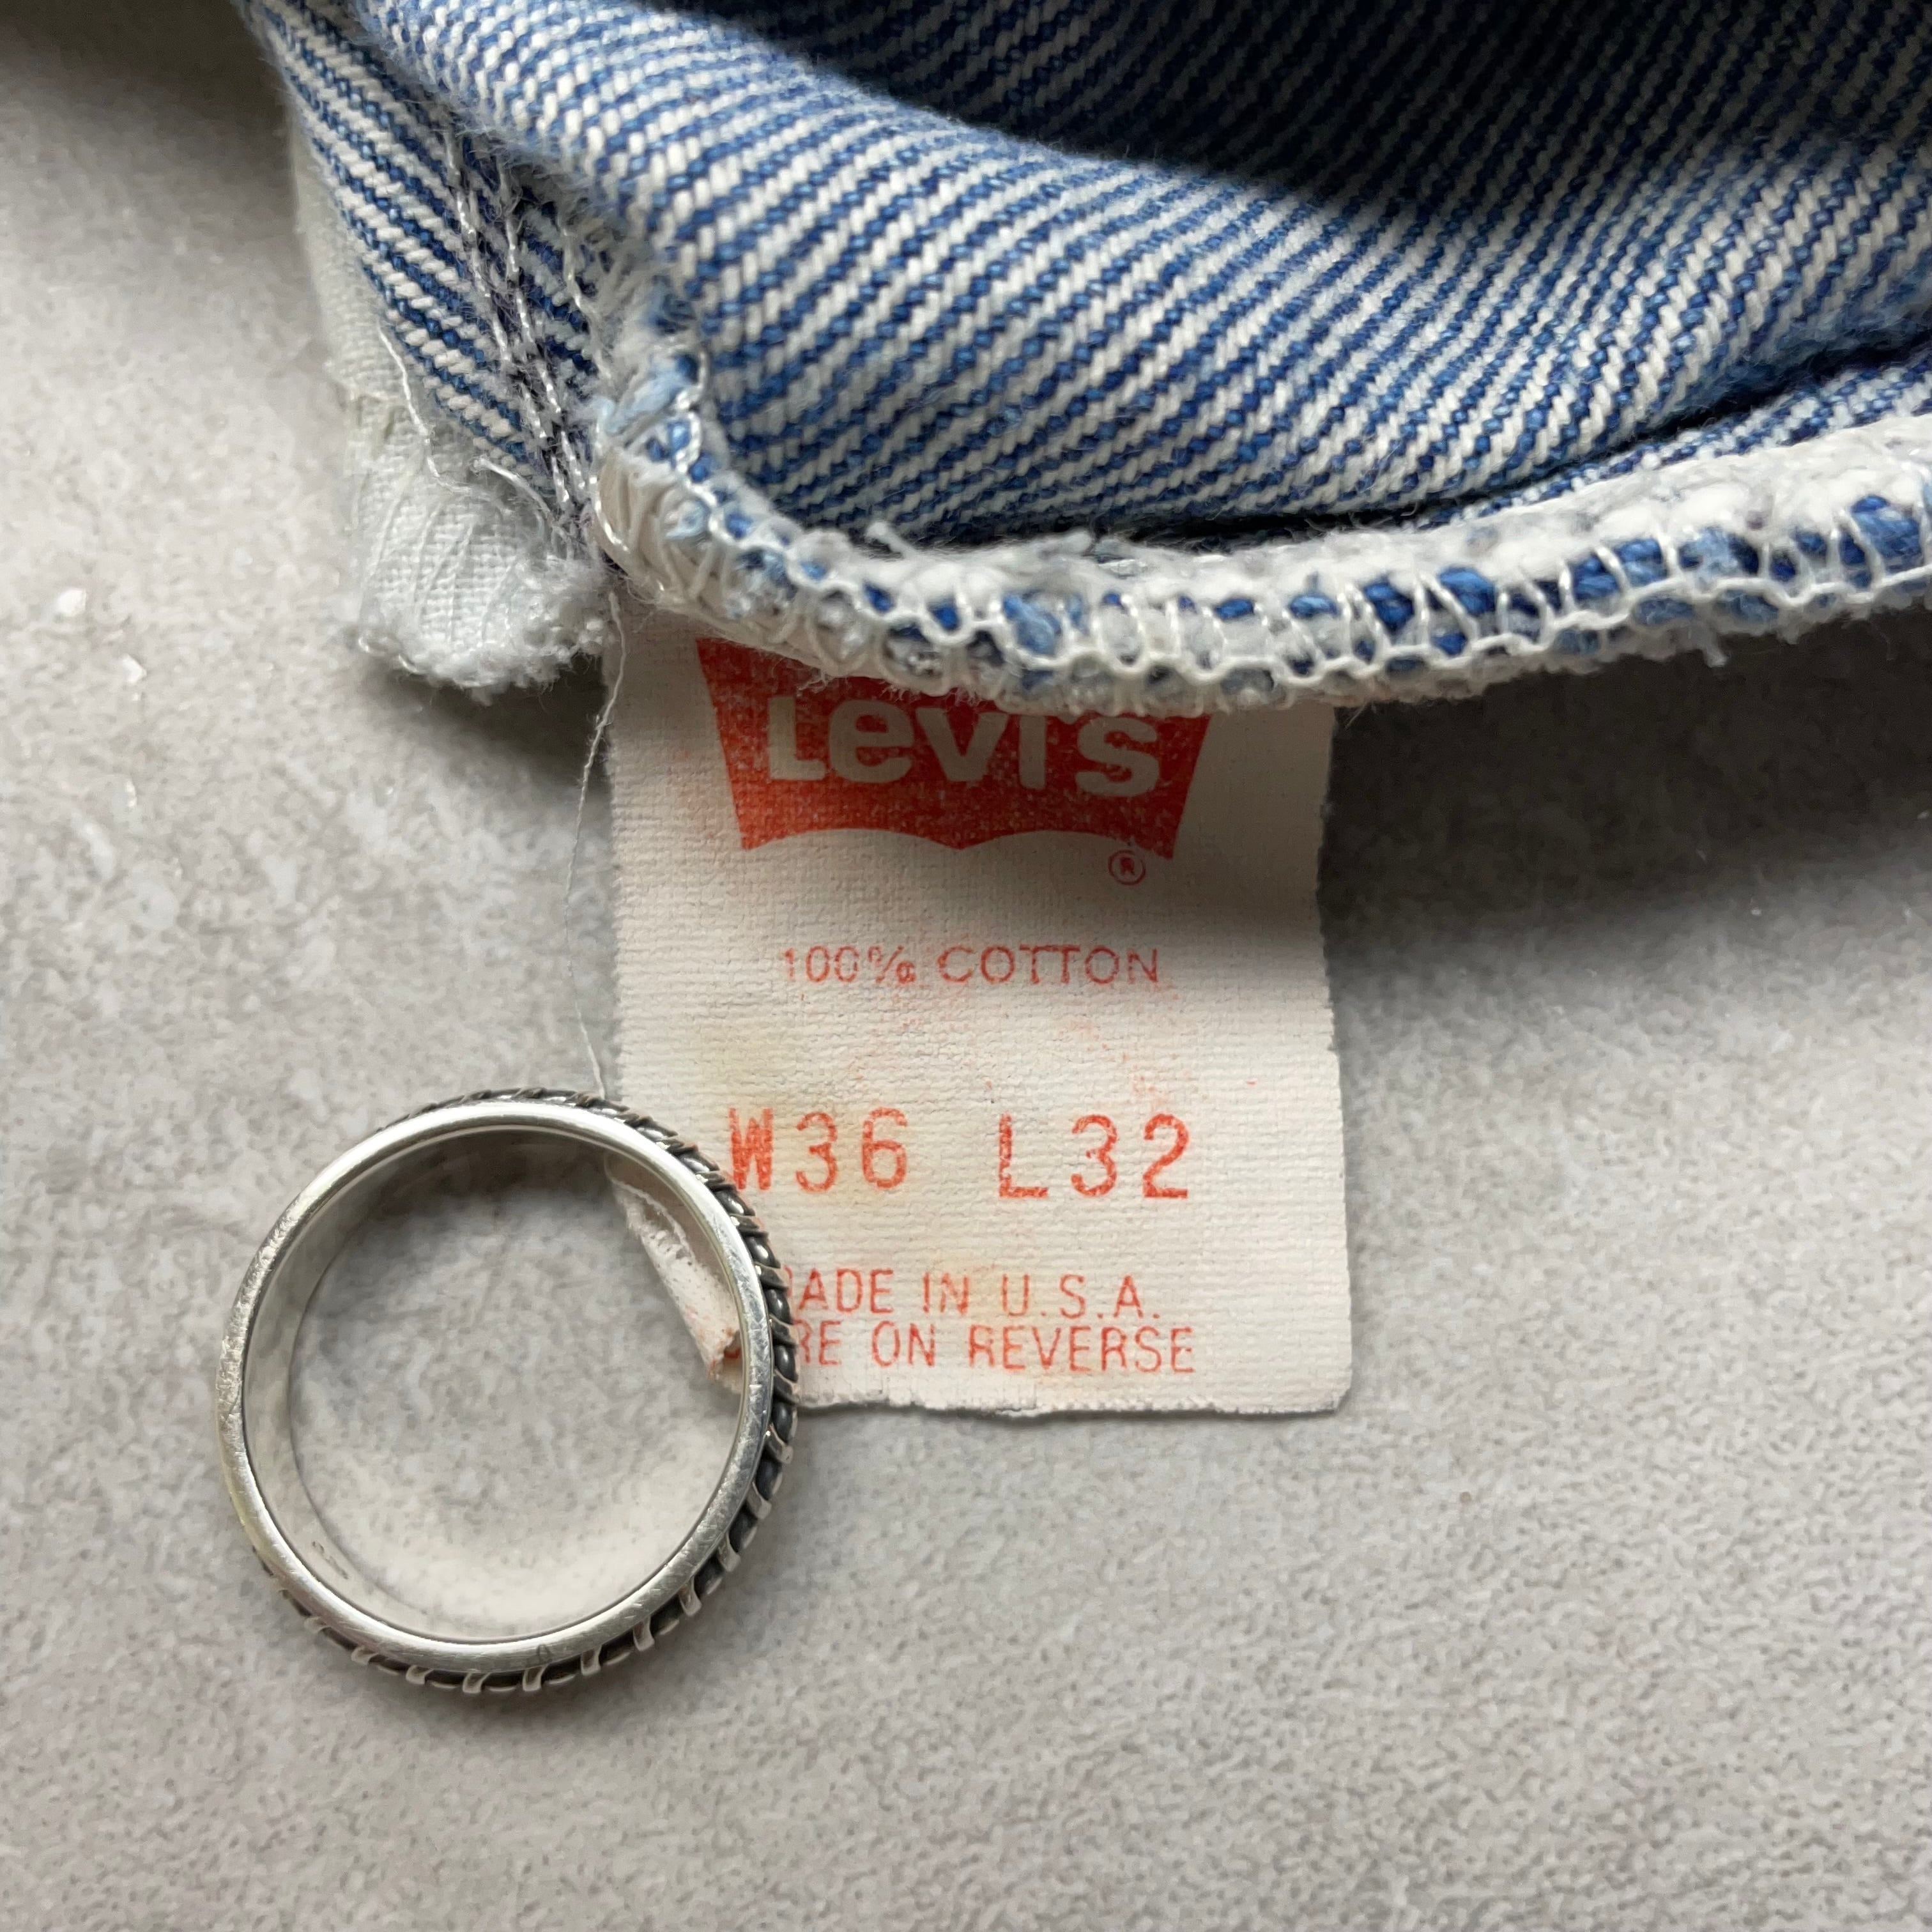 Levi's
®
100% COTTON
W36 L32
ADE IN U.S.A.
RE ON REVERSE